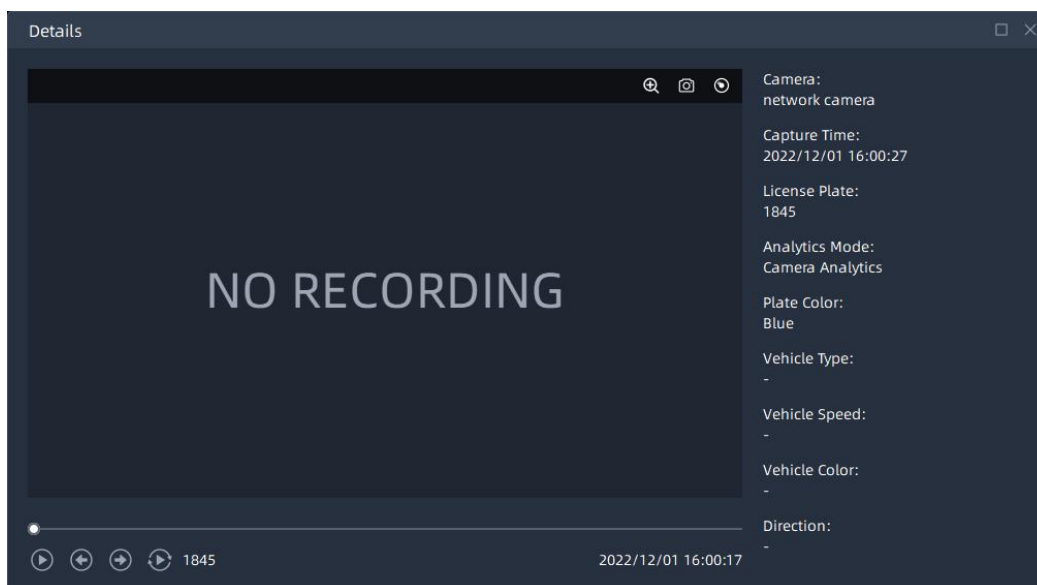 Details
NO RECORDING
1845
2022/12/01 16:00:17
Camera:
network camera
Capture Time:
2022/12/01 16:00:27
License Plate:
1845
Analytics Mode:
Camera Analytics
Plate Color:
Blue
Vehicle Type:
-
Vehicle Speed:
-
Vehicle Color:
-
Direction:
-